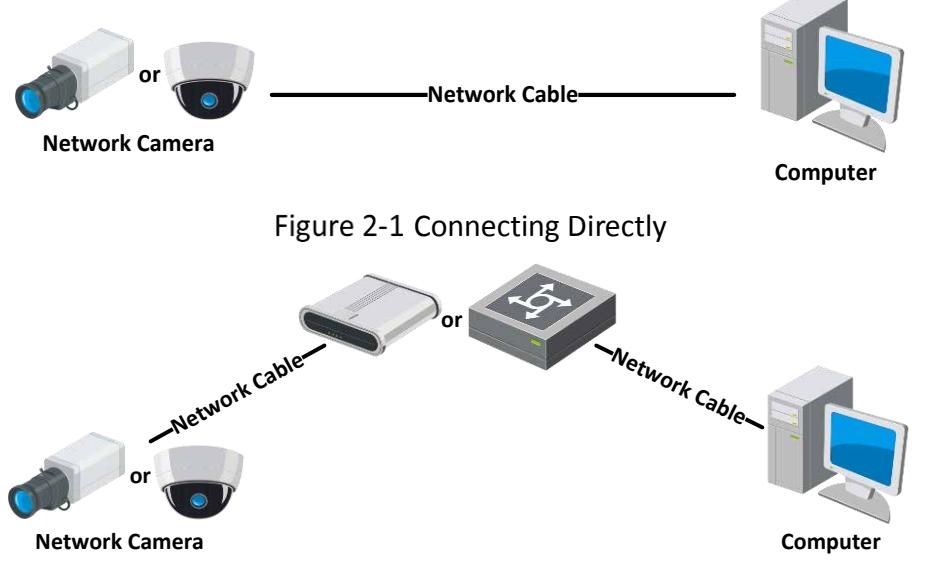 or
Network Cable
Network Camera
Computer
Figure 2-1 Connecting Directly
or
Network Cable
Network Cable
or
Network Camera
Computer